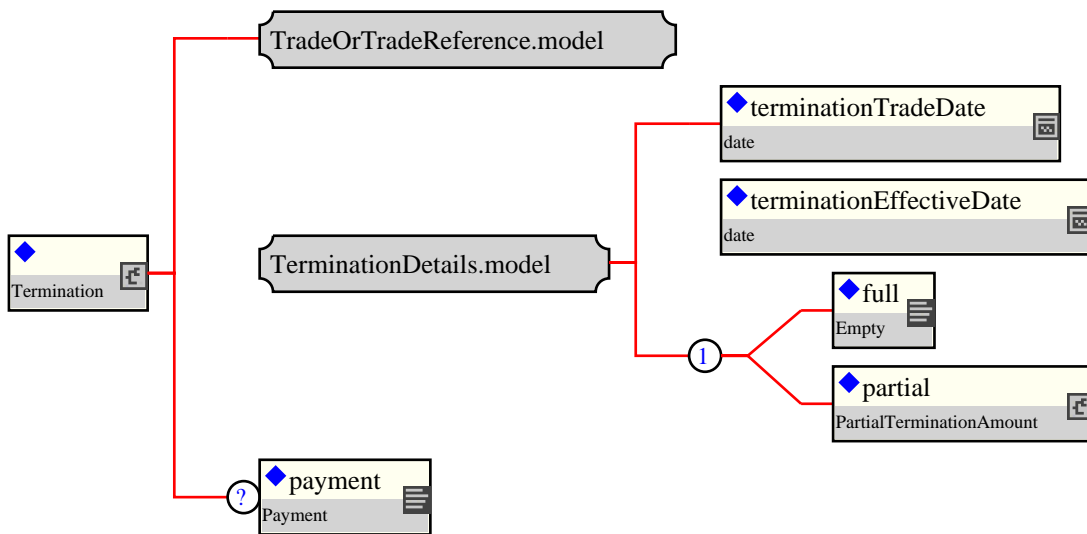 TradeOrTradeReference.model
terminationTradeDate
date
terminationEffectiveDate
date
Termination
TerminationDetails.model
full
Empty
1
partial
PartialTerminationAmount
?
payment
Payment